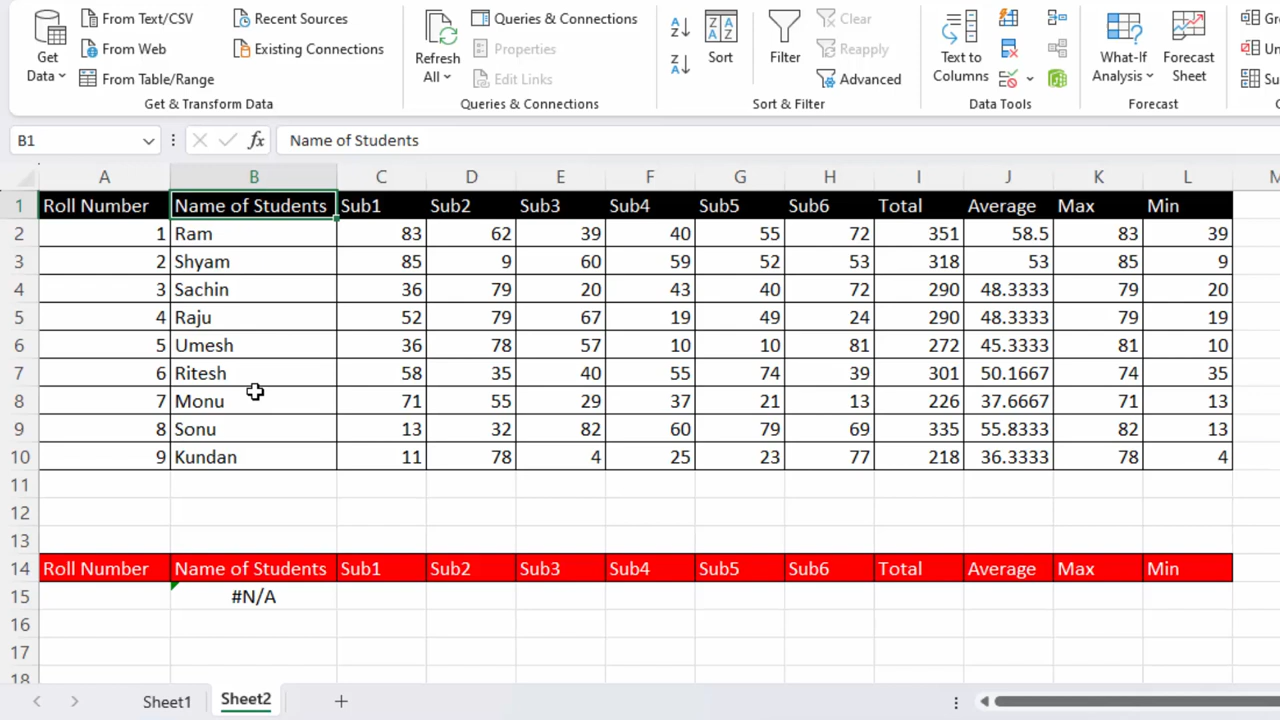 From Text/CSV
From Web
From Table/Range
Get
Data
Recent Sources
Existing Connections
Get & Transform Data
Refresh
All
Queries & Connections
Properties
Edit Links
Queries & Connections
Sort
Filter
Clear
Reapply
Advanced
Sort & Filter
Text to
Columns
Data Tools
What-If
Analysis
Forecast
Sheet
Forecast
B1 fx Name of Students
A B C D E F G H I J K L
1 Roll Number Name of Students Sub1 Sub2 Sub3 Sub4 Sub5 Sub6 Total Average Max Min
2 1 Ram 83 62 39 40 55 72 351 58.5 83 39
3 2 Shyam 85 9 60 59 52 53 318 53 85 9
4 3 Sachin 36 79 20 43 40 72 290 48.3333 79 20
5 4 Raju 52 79 67 19 49 24 290 48.3333 79 19
6 5 Umesh 36 78 57 10 10 81 272 45.3333 81 10
7 6 Ritesh 58 35 40 55 74 39 301 50.1667 74 35
8 7 Monu 71 55 29 37 21 13 226 37.6667 71 13
9 8 Sonu 13 32 82 60 79 69 335 55.8333 82 13
10 9 Kundan 11 78 4 25 23 77 218 36.3333 78 4
11
12
13
14 Roll Number Name of Students Sub1 Sub2 Sub3 Sub4 Sub5 Sub6 Total Average Max Min
15 #N/A
16
17
18
Sheet1 Sheet2